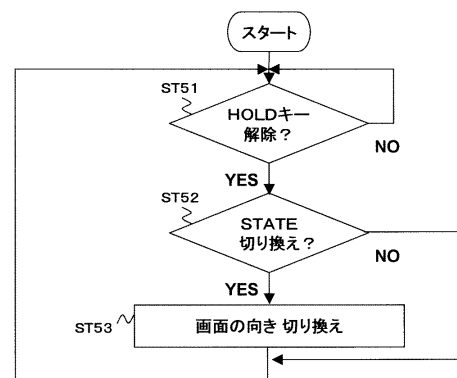 スタート
ST51
HOLDキー
解除？
NO
YES
ST52
STATE
切り換え？
NO
YES
ST53
画面の向き 切り換え